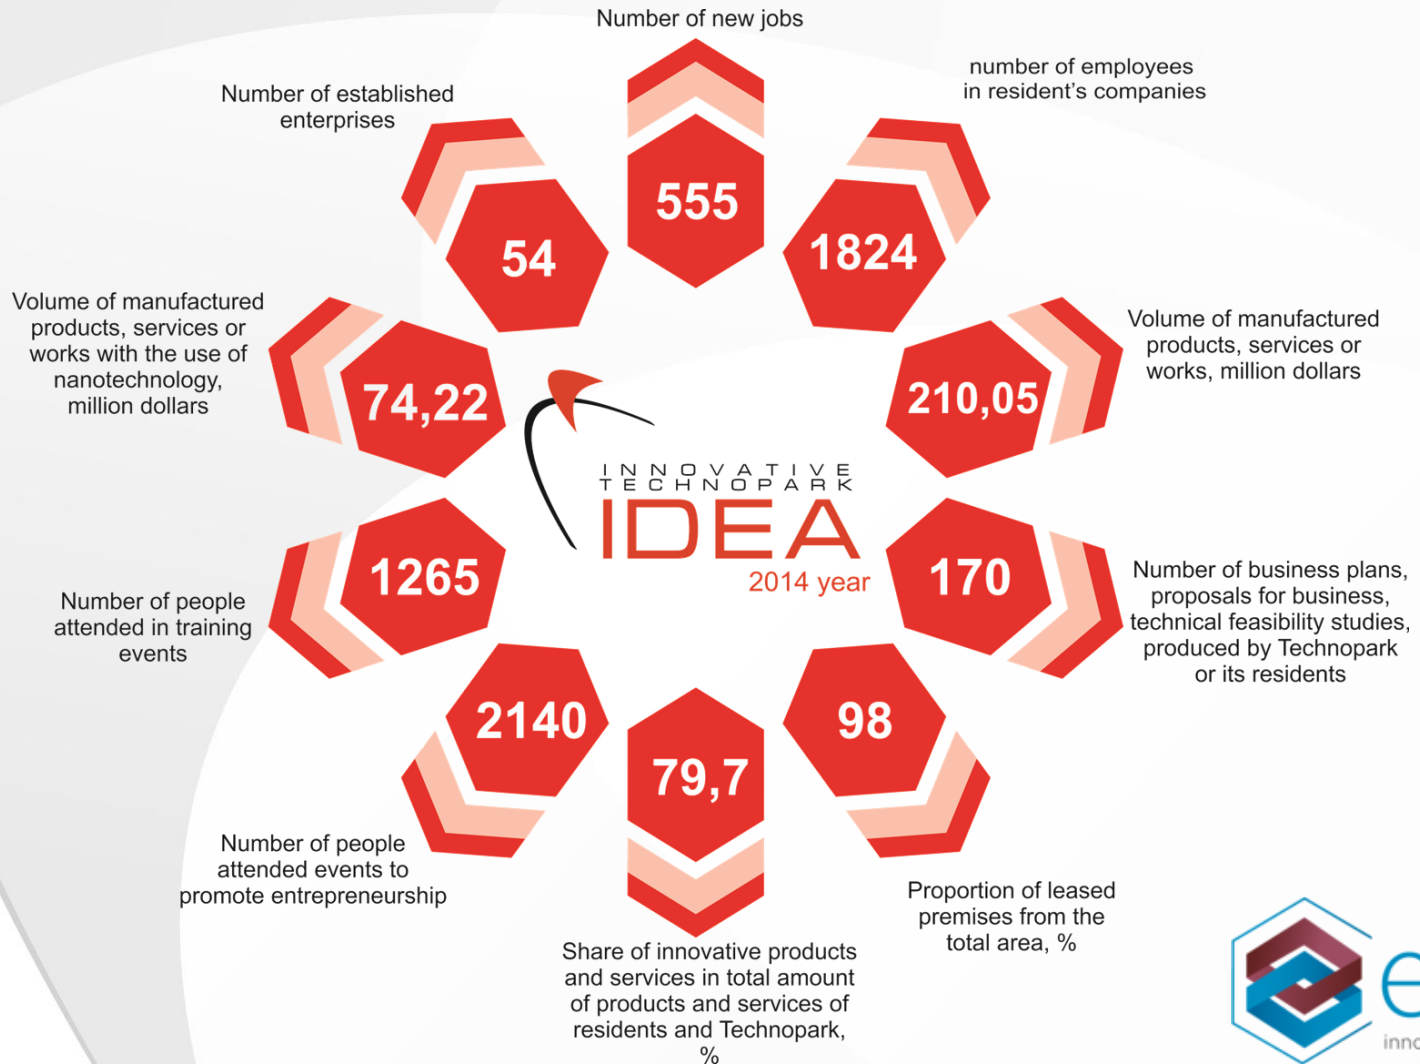 Number of new jobs
555
number of employees
in resident's companies
1824
Volume of manufactured
products, services or
works, million dollars
210,05
Number of business plans,
proposals for business,
technical feasibility studies,
produced by Technopark
or its residents
170
Proportion of leased
premises from the
total area, %
98
Share of innovative products
and services in total amount
of products and services of
residents and Technopark,
%
79,7
Number of people
attended events to
promote entrepreneurship
2140
Number of people
attended in training
events
1265
Volume of manufactured
products, services or
works with the use of
nanotechnology,
million dollars
74,22
Number of established
enterprises
54
INNOVATIVE
TECHNOPARK
IDEA
2014 year